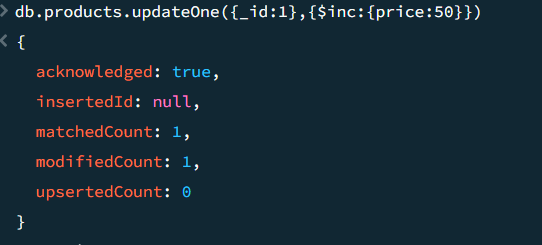 > db.products.updateOne({_id:1},{$inc:{price:50}})
< {
acknowledged: true,
insertedId: null,
matchedCount: 1,
modifiedCount: 1,
upsertedCount: 0
}